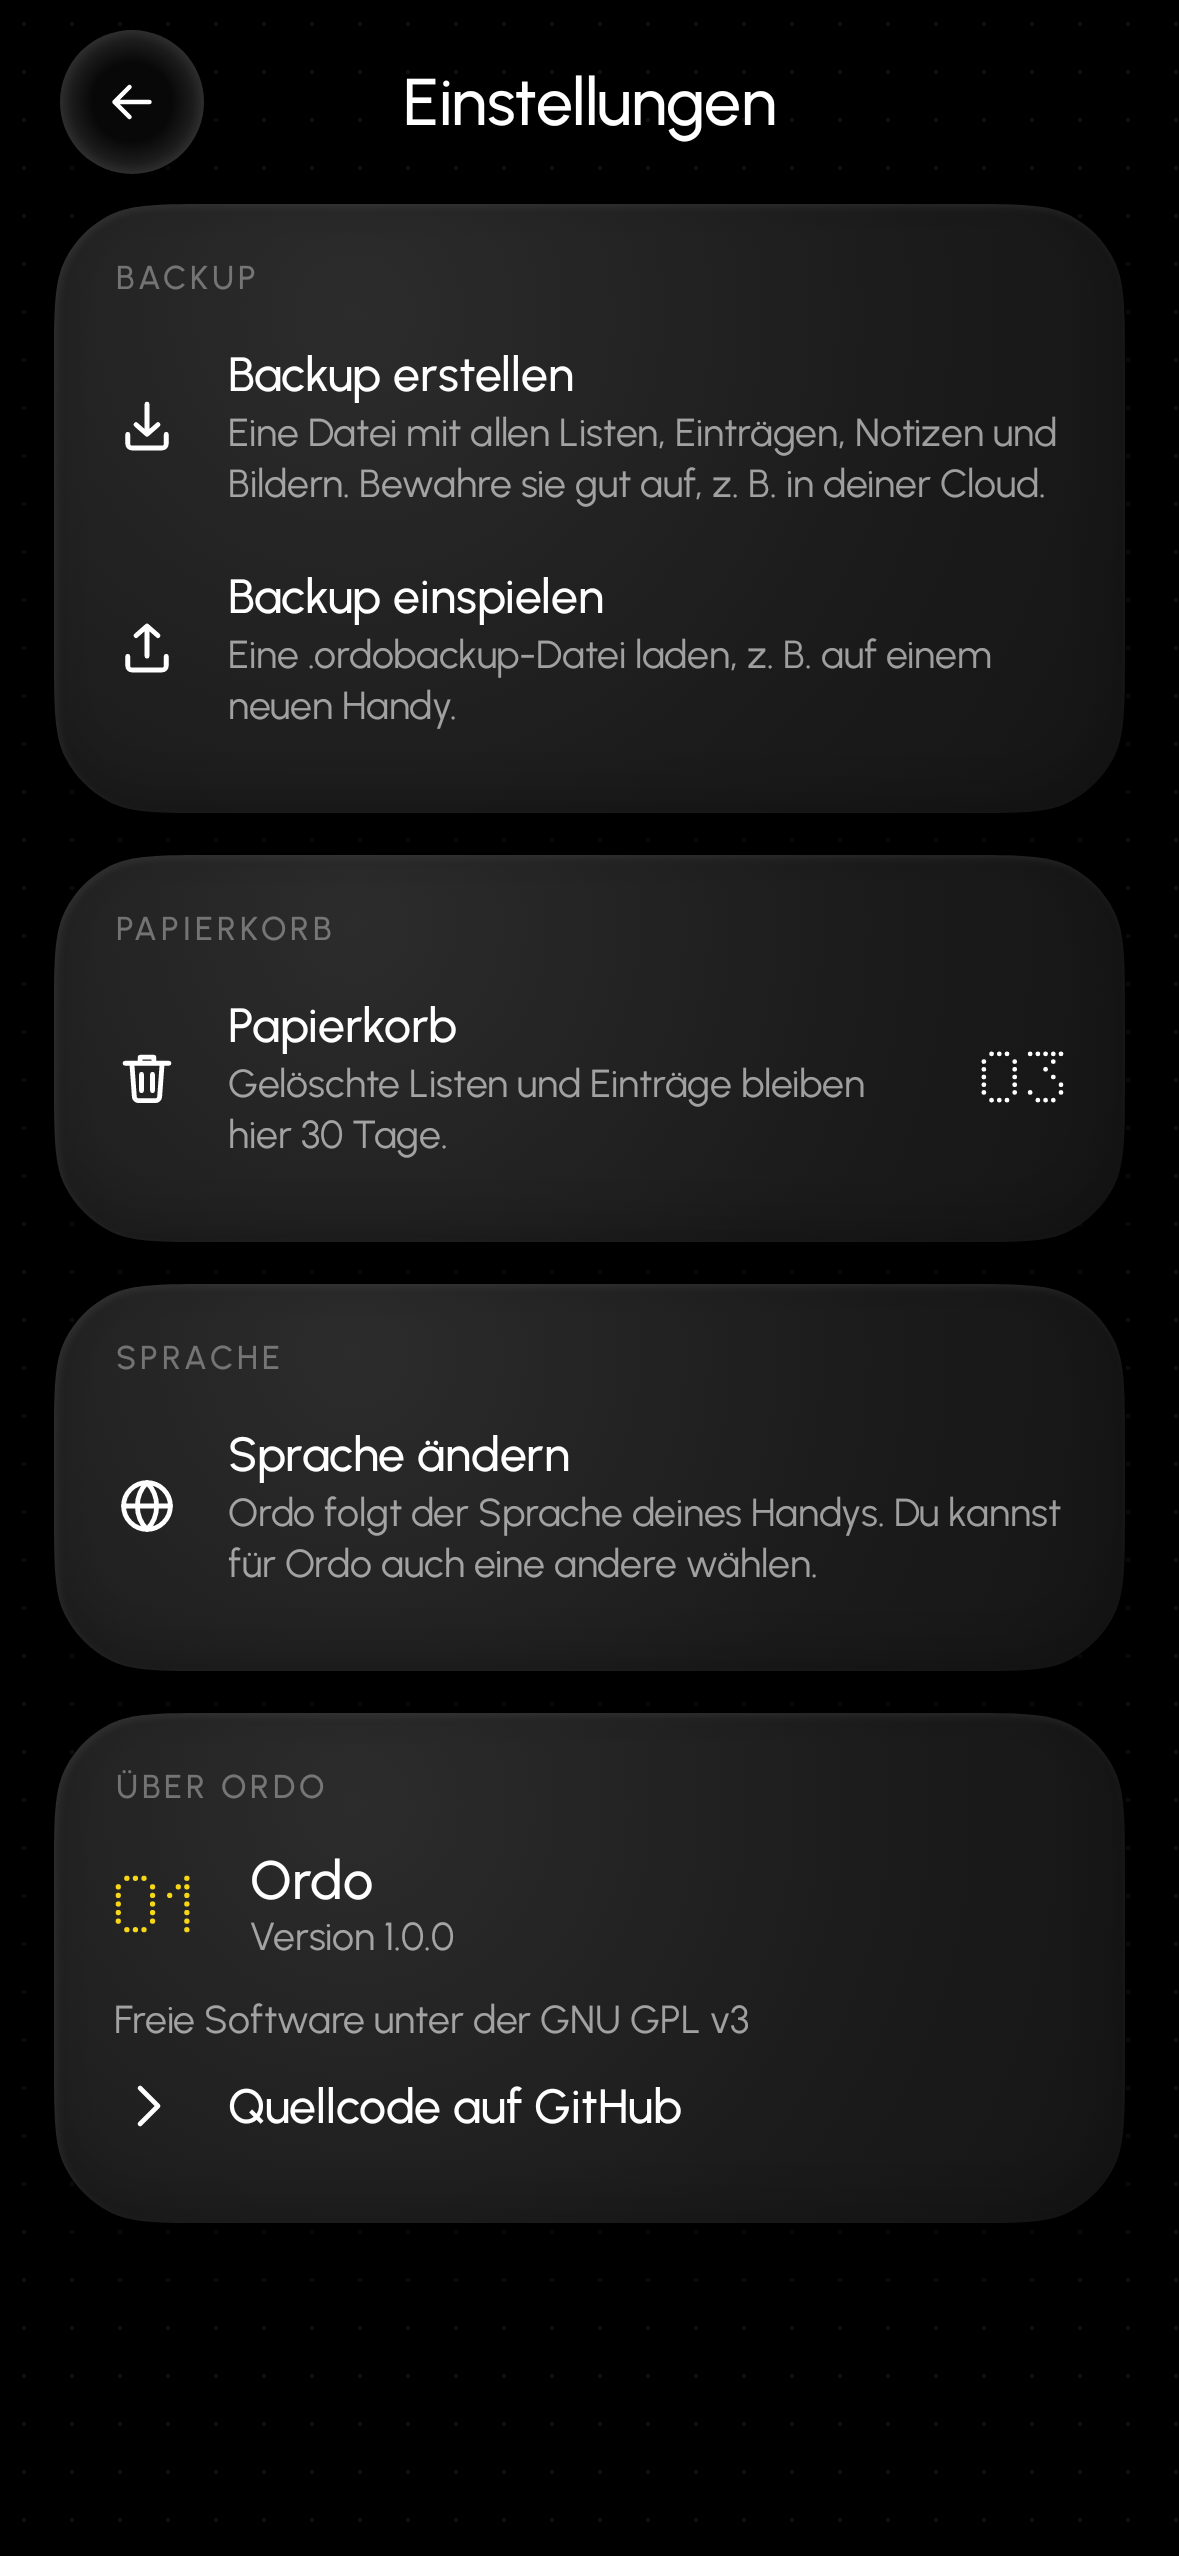 Einstellungen
BACKUP
Backup erstellen
Eine Datei mit allen Listen, Einträgen, Notizen und
Bildern. Bewahre sie gut auf, z. B. in deiner Cloud.
Backup einspielen
Eine .ordobackup-Datei laden, z. B. auf einem
neuen Handy.
PAPIERKORB
Papierkorb
Gelöschte Listen und Einträge bleiben
hier 30 Tage.
03
SPRACHE
Sprache ändern
Ordo folgt der Sprache deines Handys. Du kannst
für Ordo auch eine andere wählen.
ÜBER ORDO
01
Ordo
Version 1.0.0
Freie Software unter der GNU GPL v3
Quellcode auf GitHub